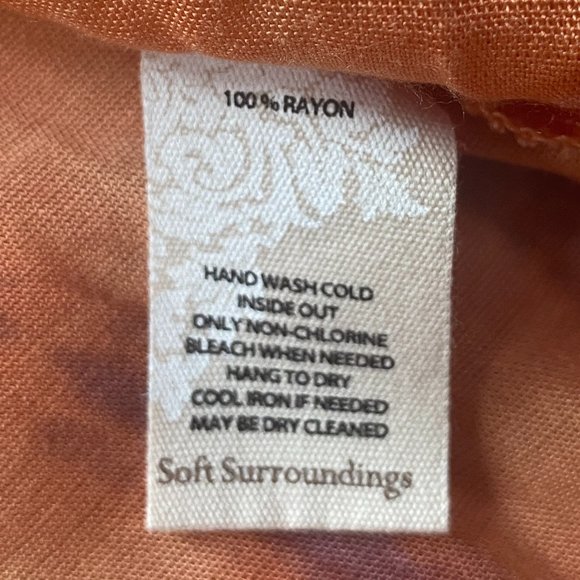 100% RAYON
HAND WASH COLD
INSIDE OUT
ONLY NON-CHLORINE
BLEACH WHEN NEEDED
HANG TO DRY
COOL IRON IF NEEDED
MAY BE DRY CLEANED
Soft Surroundings